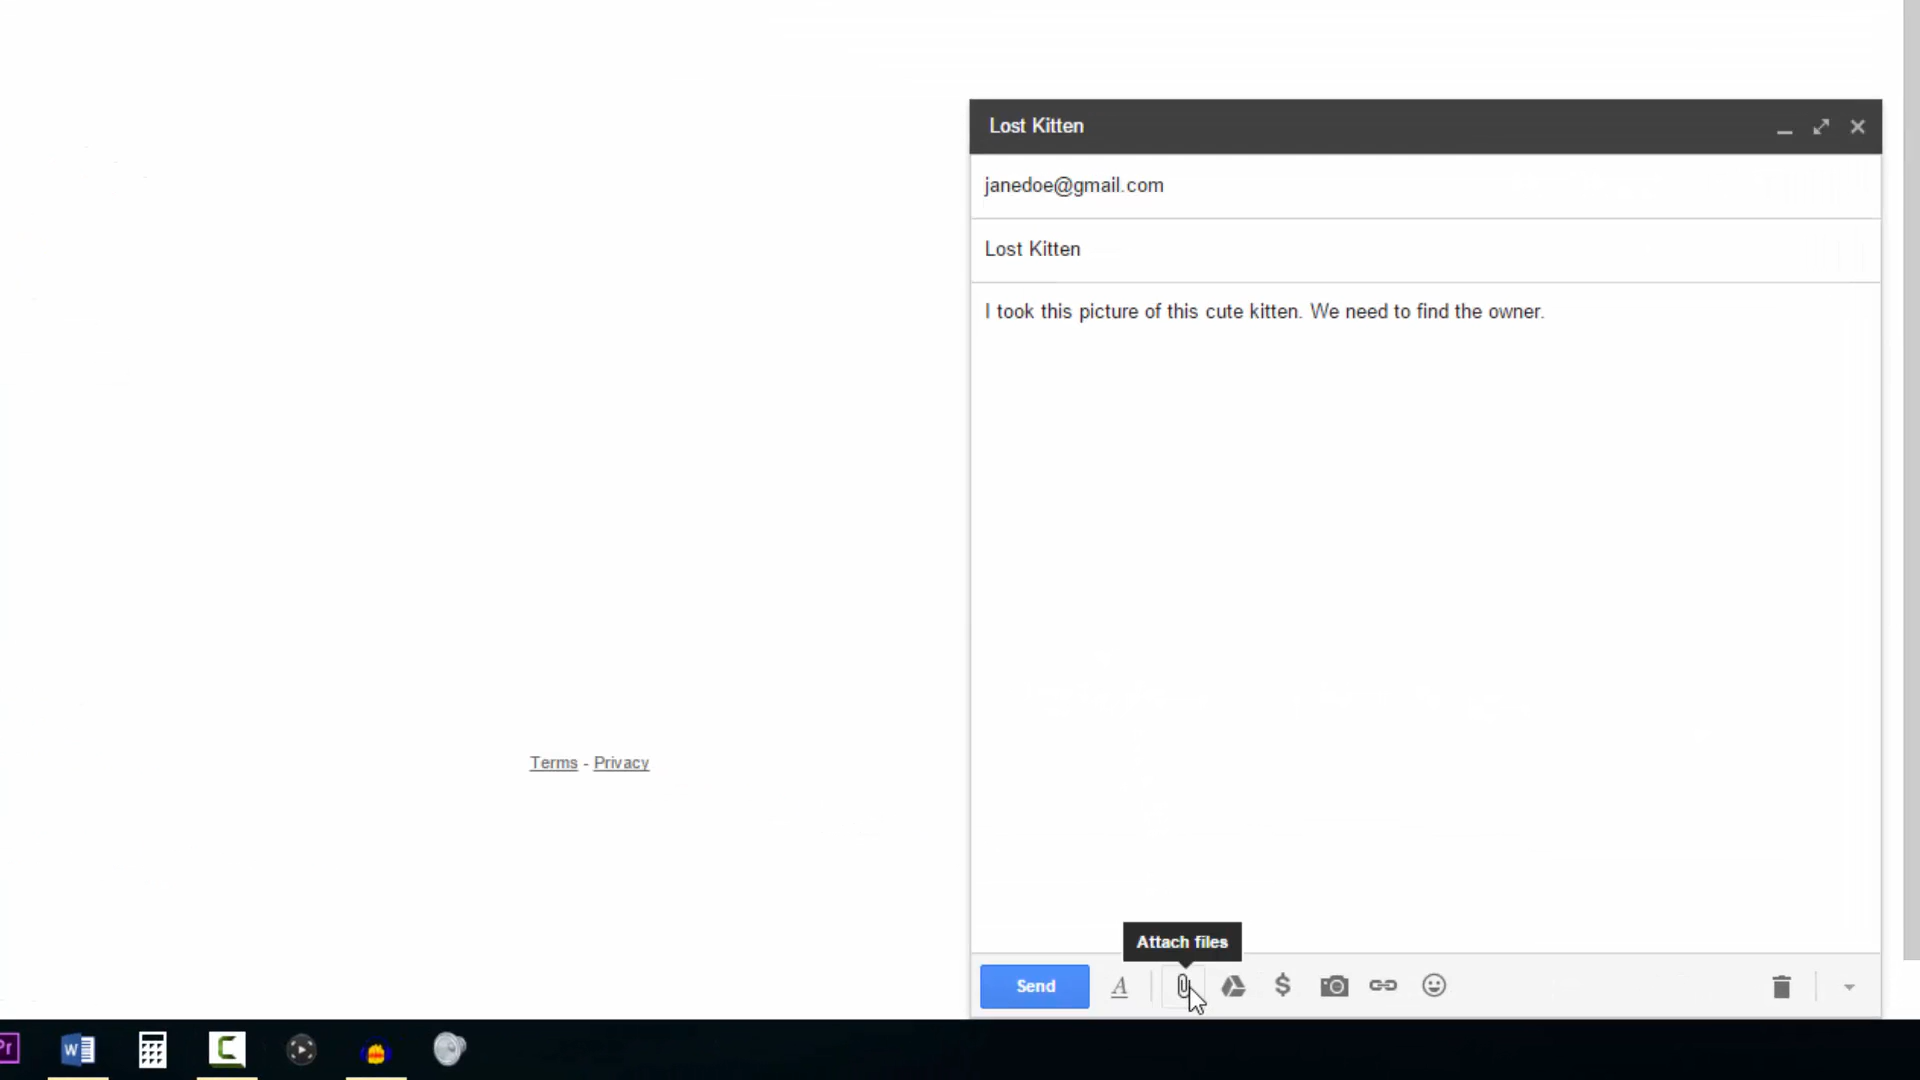 Lost Kitten
janedoe@gmail.com
Lost Kitten
I took this picture of this cute kitten. We need to find the owner.
Terms - Privacy
Attach files
Send
Pr
W